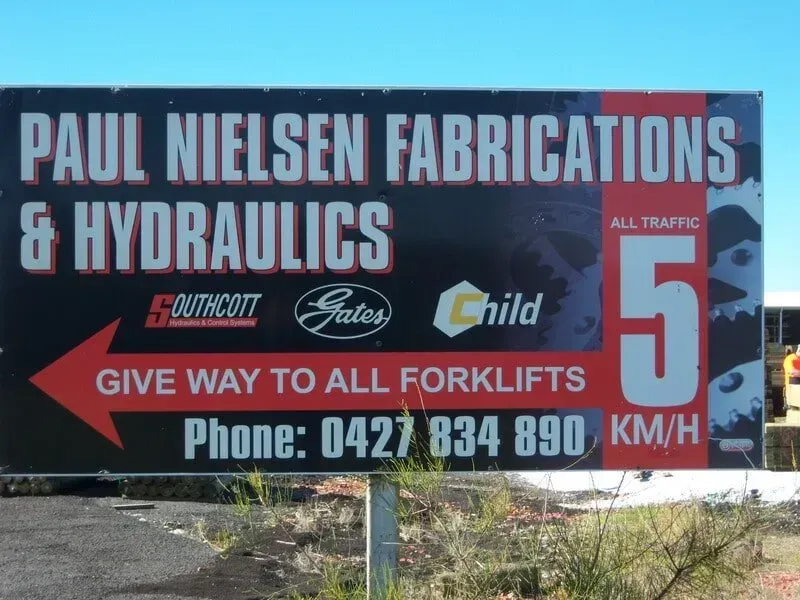 PAUL NIELSEN FABRICATIONS
& HYDRAULICS
ALL TRAFFIC
5
KM/H
SOUTHCOTT
Hydraulics & Control Systems
Gates
Child
GIVE WAY TO ALL FORKLIFTS
Phone: 0427 834 890